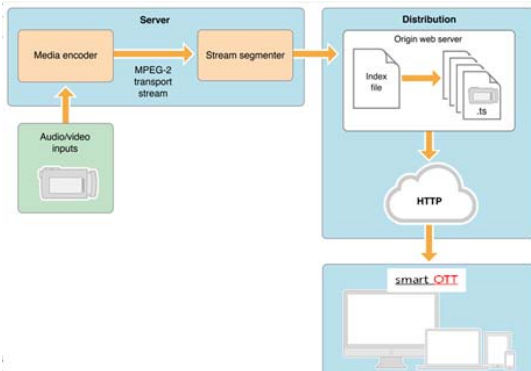 Server
Media encoder
MPEG-2
transport
stream
Stream segmenter
Audio/video
inputs
Distribution
Origin web server
Index
file
.ts
HTTP
smart OTT